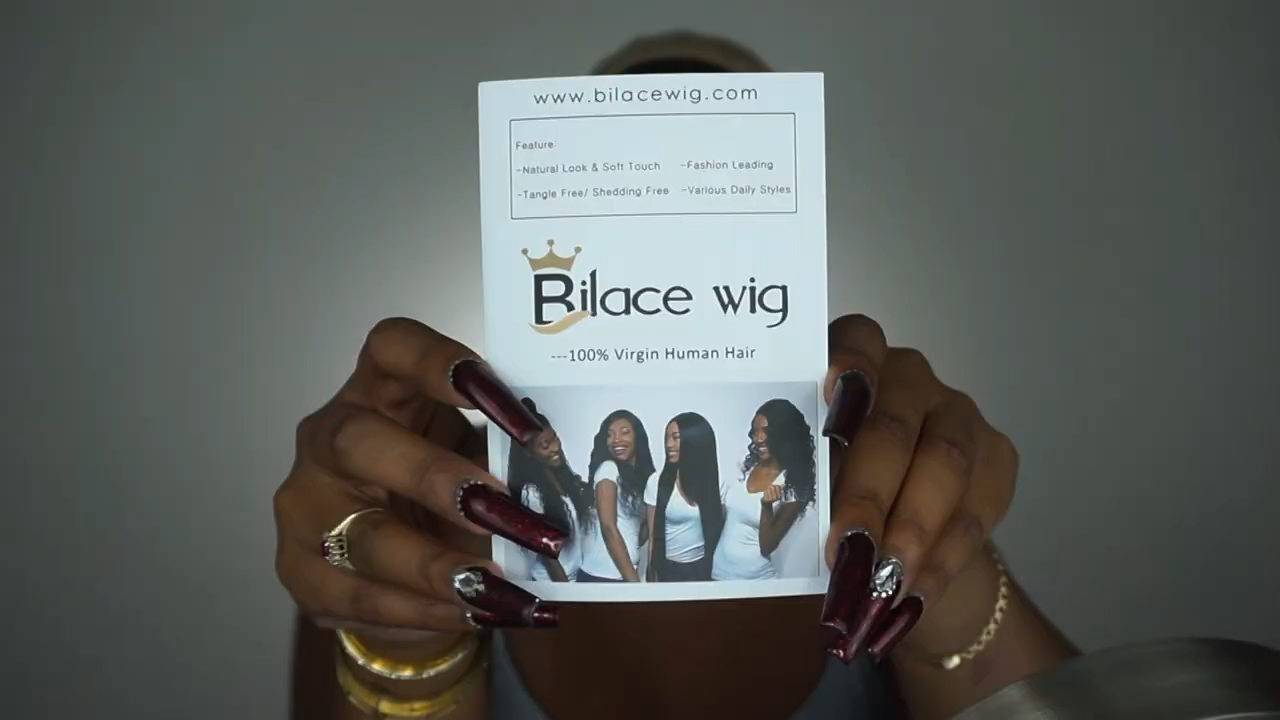 www.bilacewig.com
Feature:
-Natural Look & Soft Touch -Fashion Leading
-Tangle Free/ Shedding Free -Various Daily Styles
Bilace wig
---100% Virgin Human Hair